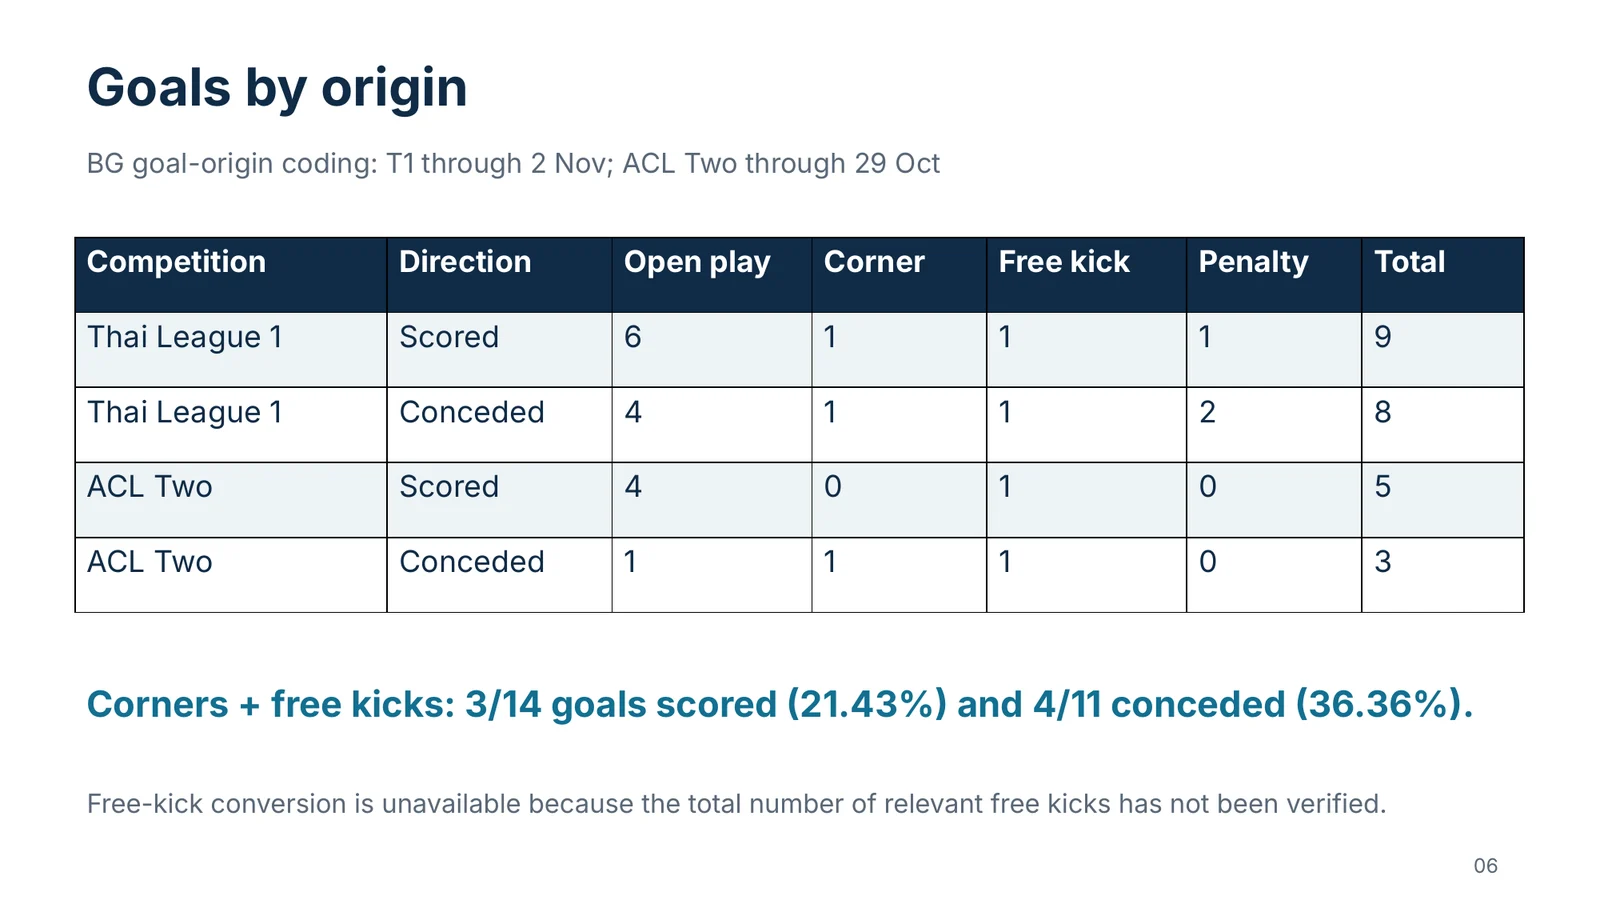 Goals by origin
BG goal-origin coding: T1 through 2 Nov; ACL Two through 29 Oct
Competition Direction Open play Corner Free kick Penalty Total
Thai League 1 Scored 6 1 1 1 9
Thai League 1 Conceded 4 1 1 2 8
ACL Two Scored 4 0 1 0 5
ACL Two Conceded 1 1 1 0 3
Corners + free kicks: 3/14 goals scored (21.43%) and 4/11 conceded (36.36%).
Free-kick conversion is unavailable because the total number of relevant free kicks has not been verified.
06